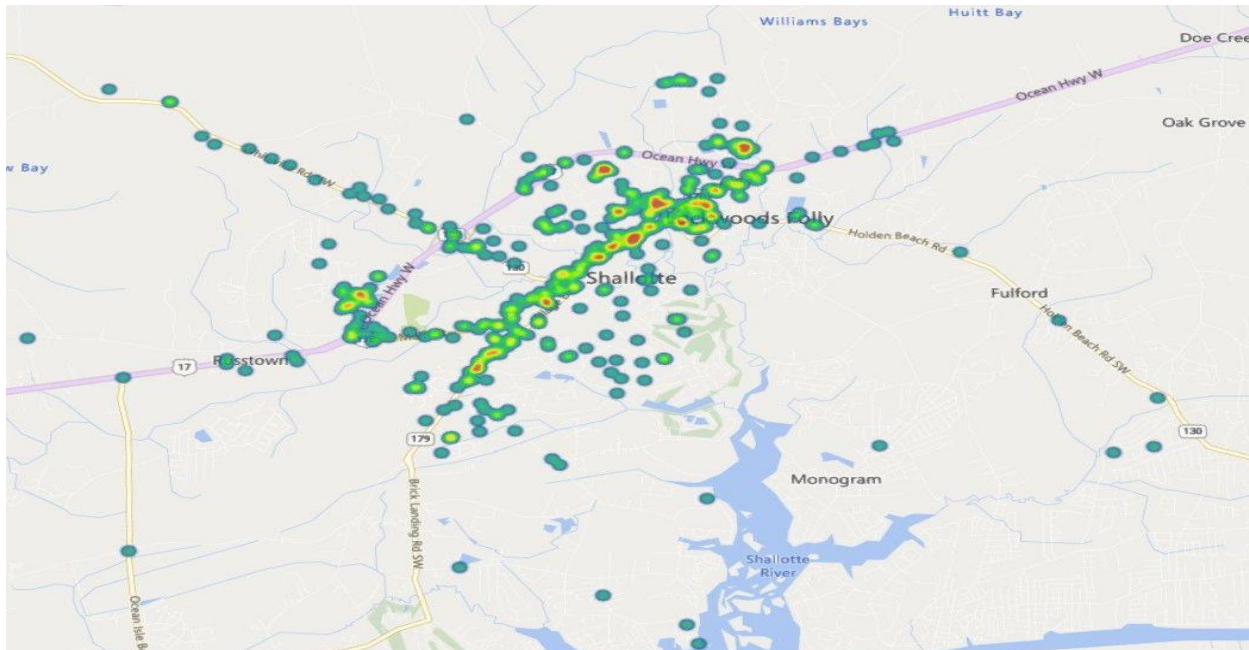 Huitt Bay
Williams Bays
Doe Cree
Ocean Hwy W
Oak Grove
w Bay
Ocean Hwy
Rd SW
woods Folly
Holden Beach Rd
130
Shallotte
Ocean Hwy W
Fulford
Russtown
17
Holden Beach Rd SW
179
130
Monogram
Brick Landing Rd SW
Shallotte
River
Ocean Isle B